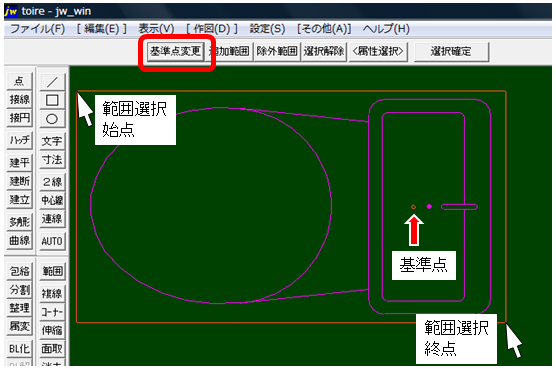 toire - jw_win
ファイル(F) [ 編集(E)] 表示(V) [ 作図(D)] 設定(S) [その他(A)] ヘルプ(H)
基準点変更 追加範囲 除外範囲 選択解除 <属性選択> 選択確定
点 ／
接線 □
接円 ○
ハッチ 文字
建平 寸法
建断 2線
建立 中心線
多角形 連線
曲線 AUTO
包絡 範囲
分割 複線
整理 コーナー
属変 伸縮
BL化 面取
範囲選択
始点
基準点
範囲選択
終点